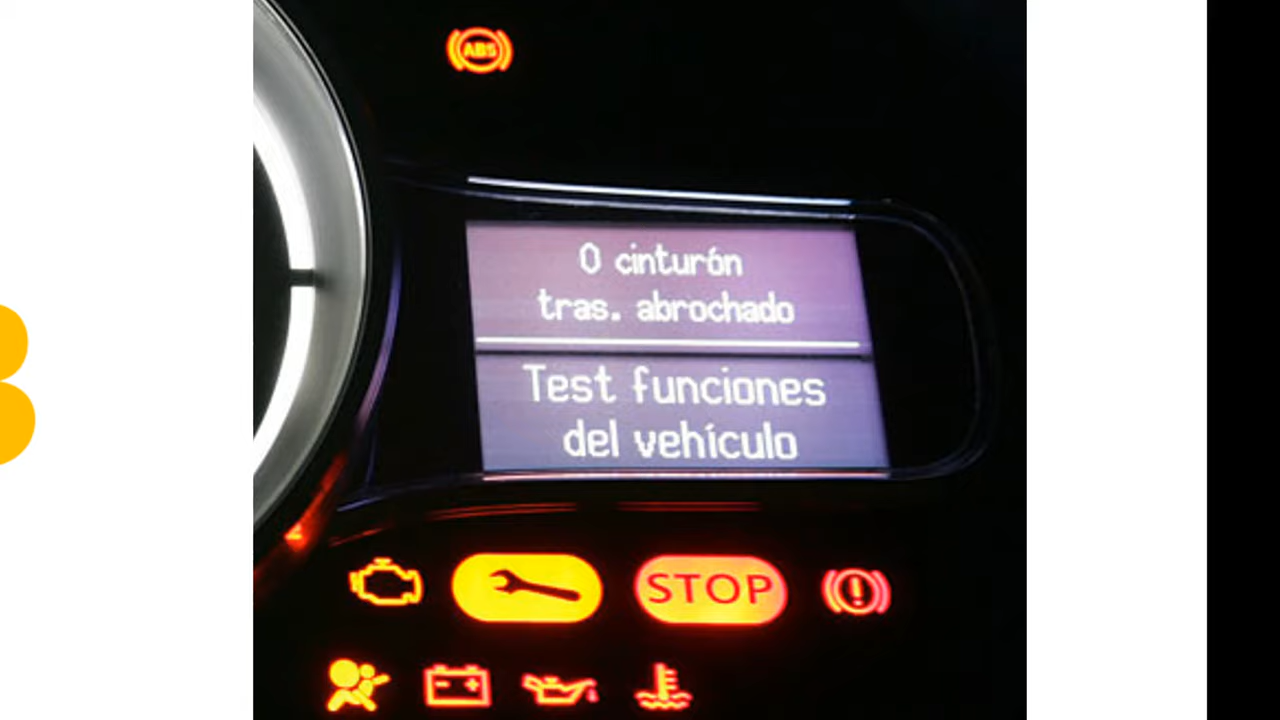 ABS
0 cinturón
tras. abrochado
Test funciones
del vehículo
STOP